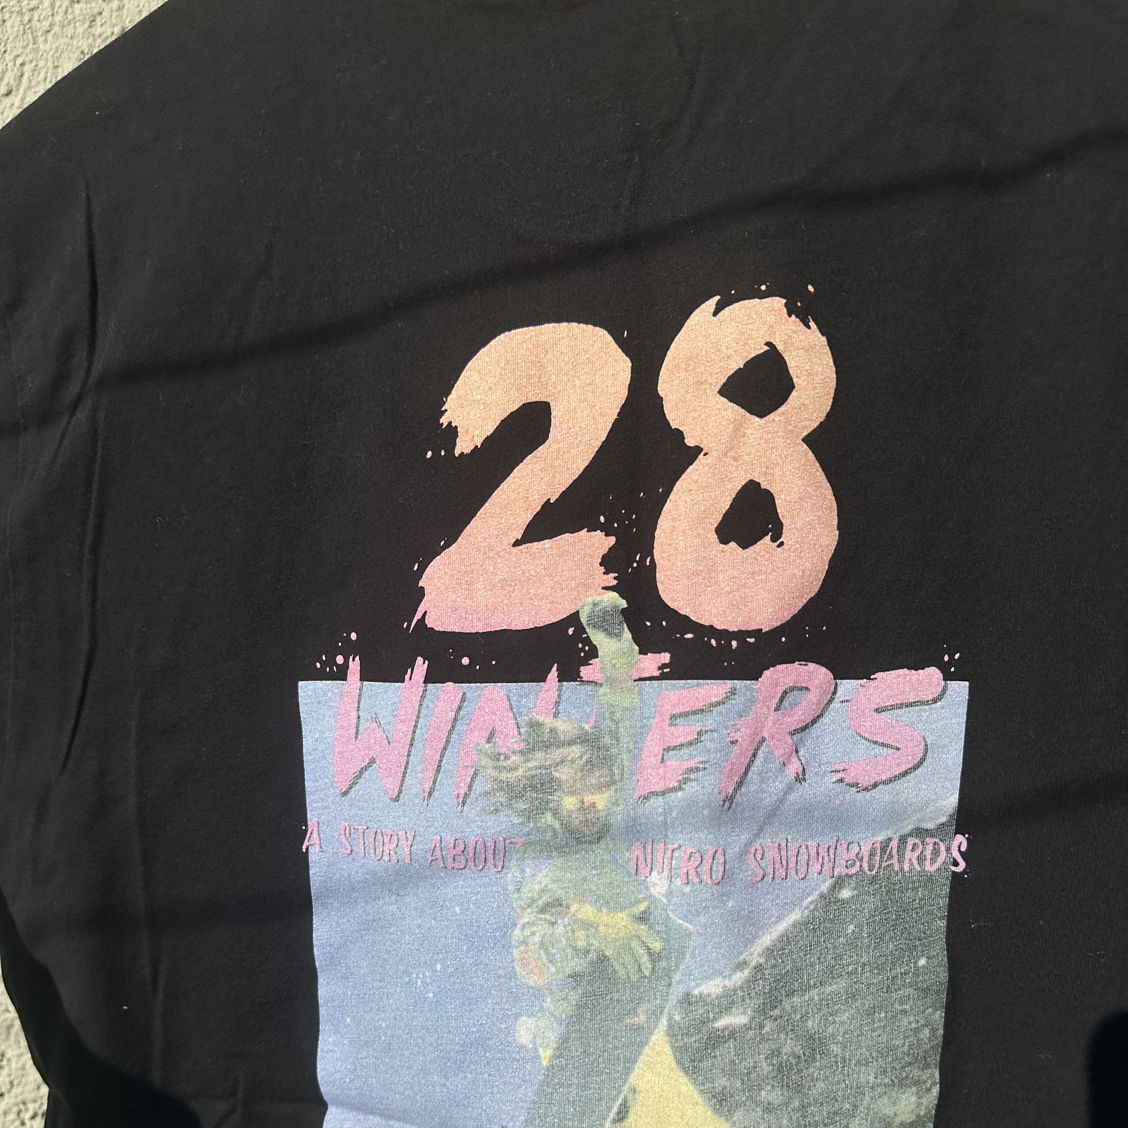 28
WINTERS
A STORY ABOUT NITRO SNOWBOARDS